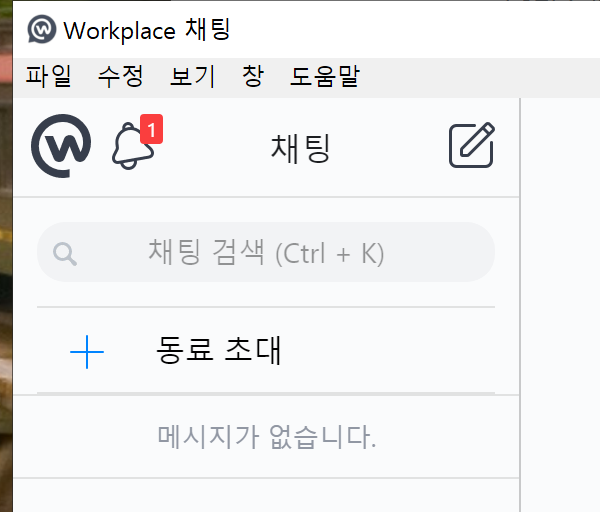 Workplace 채팅
파일 수정 보기 창 도움말
1
채팅
채팅 검색 (Ctrl + K)
동료 초대
메시지가 없습니다.